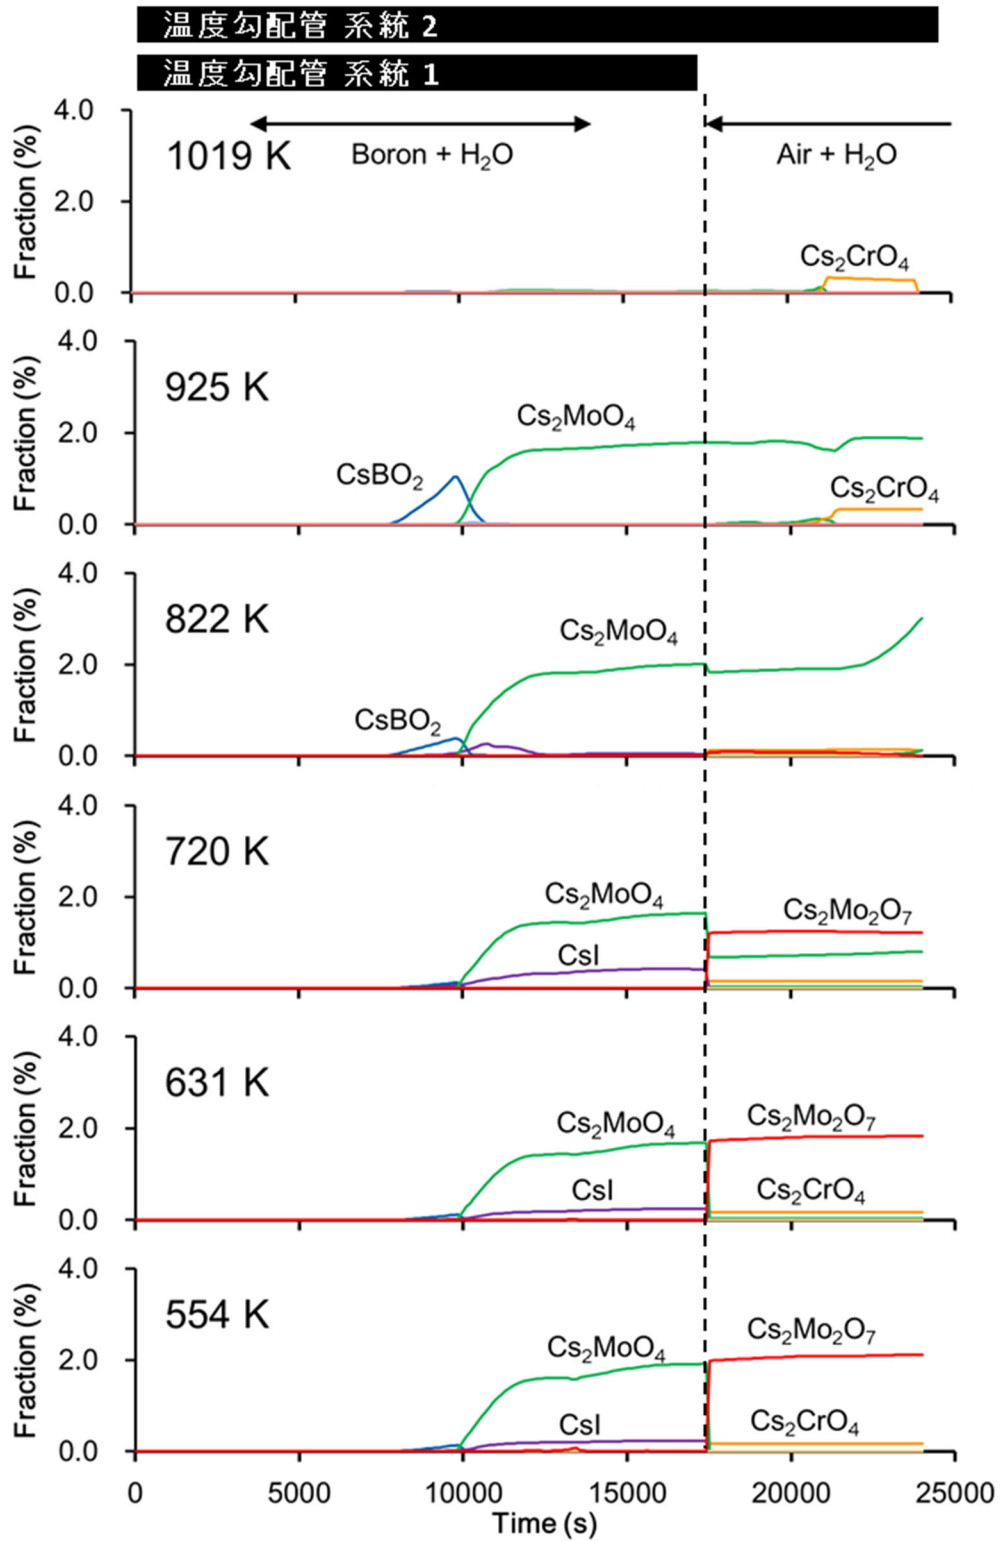 温度勾配管 系統 2
温度勾配管 系統 1
4.0
2.0
0.0
Fraction (%)
1019 K
Boron + H₂O
Air + H₂O
Cs₂CrO₄
4.0
2.0
0.0
Fraction (%)
925 K
CsBO₂
Cs₂MoO₄
Cs₂CrO₄
4.0
2.0
0.0
Fraction (%)
822 K
CsBO₂
Cs₂MoO₄
4.0
2.0
0.0
Fraction (%)
720 K
Cs₂MoO₄
CsI
Cs₂Mo₂O₇
4.0
2.0
0.0
Fraction (%)
631 K
Cs₂MoO₄
CsI
Cs₂Mo₂O₇
Cs₂CrO₄
4.0
2.0
0.0
Fraction (%)
554 K
Cs₂MoO₄
CsI
Cs₂Mo₂O₇
Cs₂CrO₄
0 5000 10000 15000 20000 25000
Time (s)